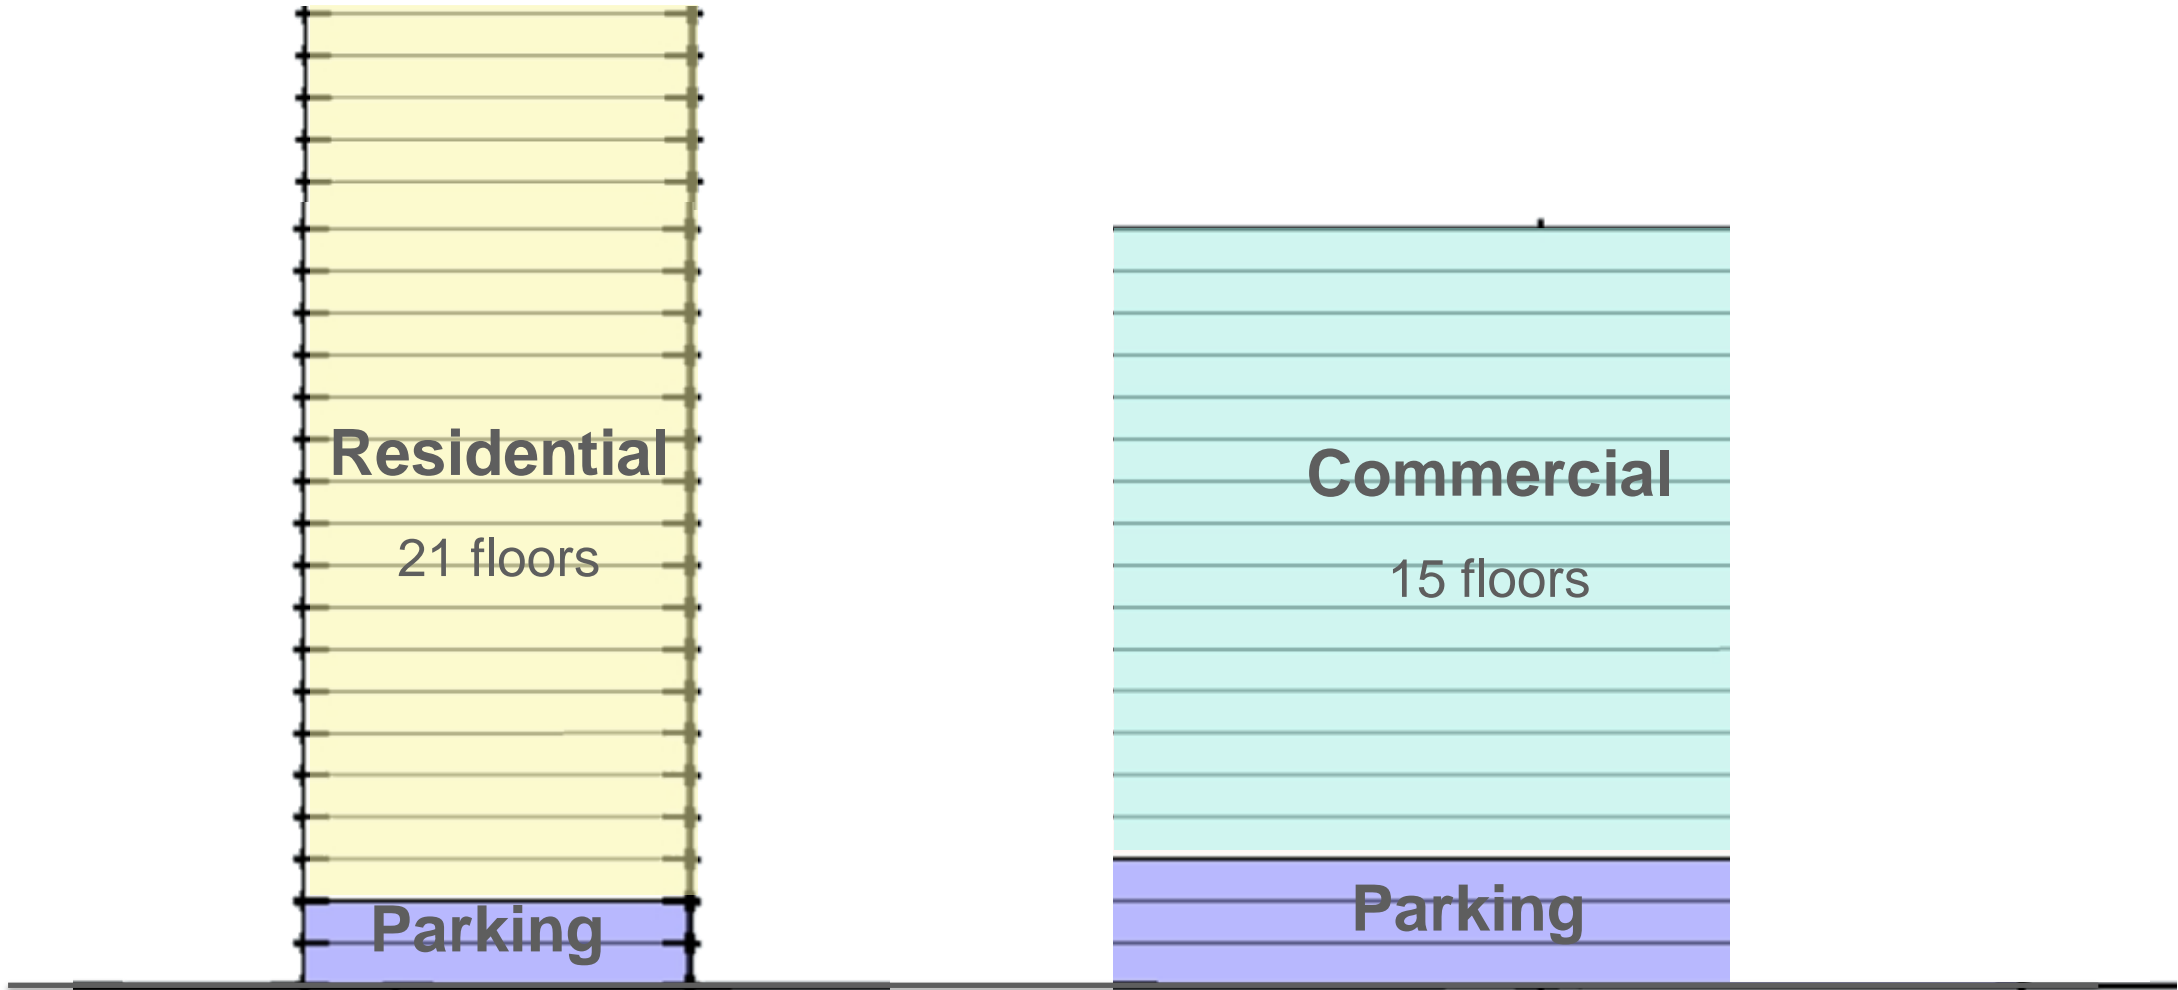 Residential
21 floors
Parking
Commercial
15 floors
Parking